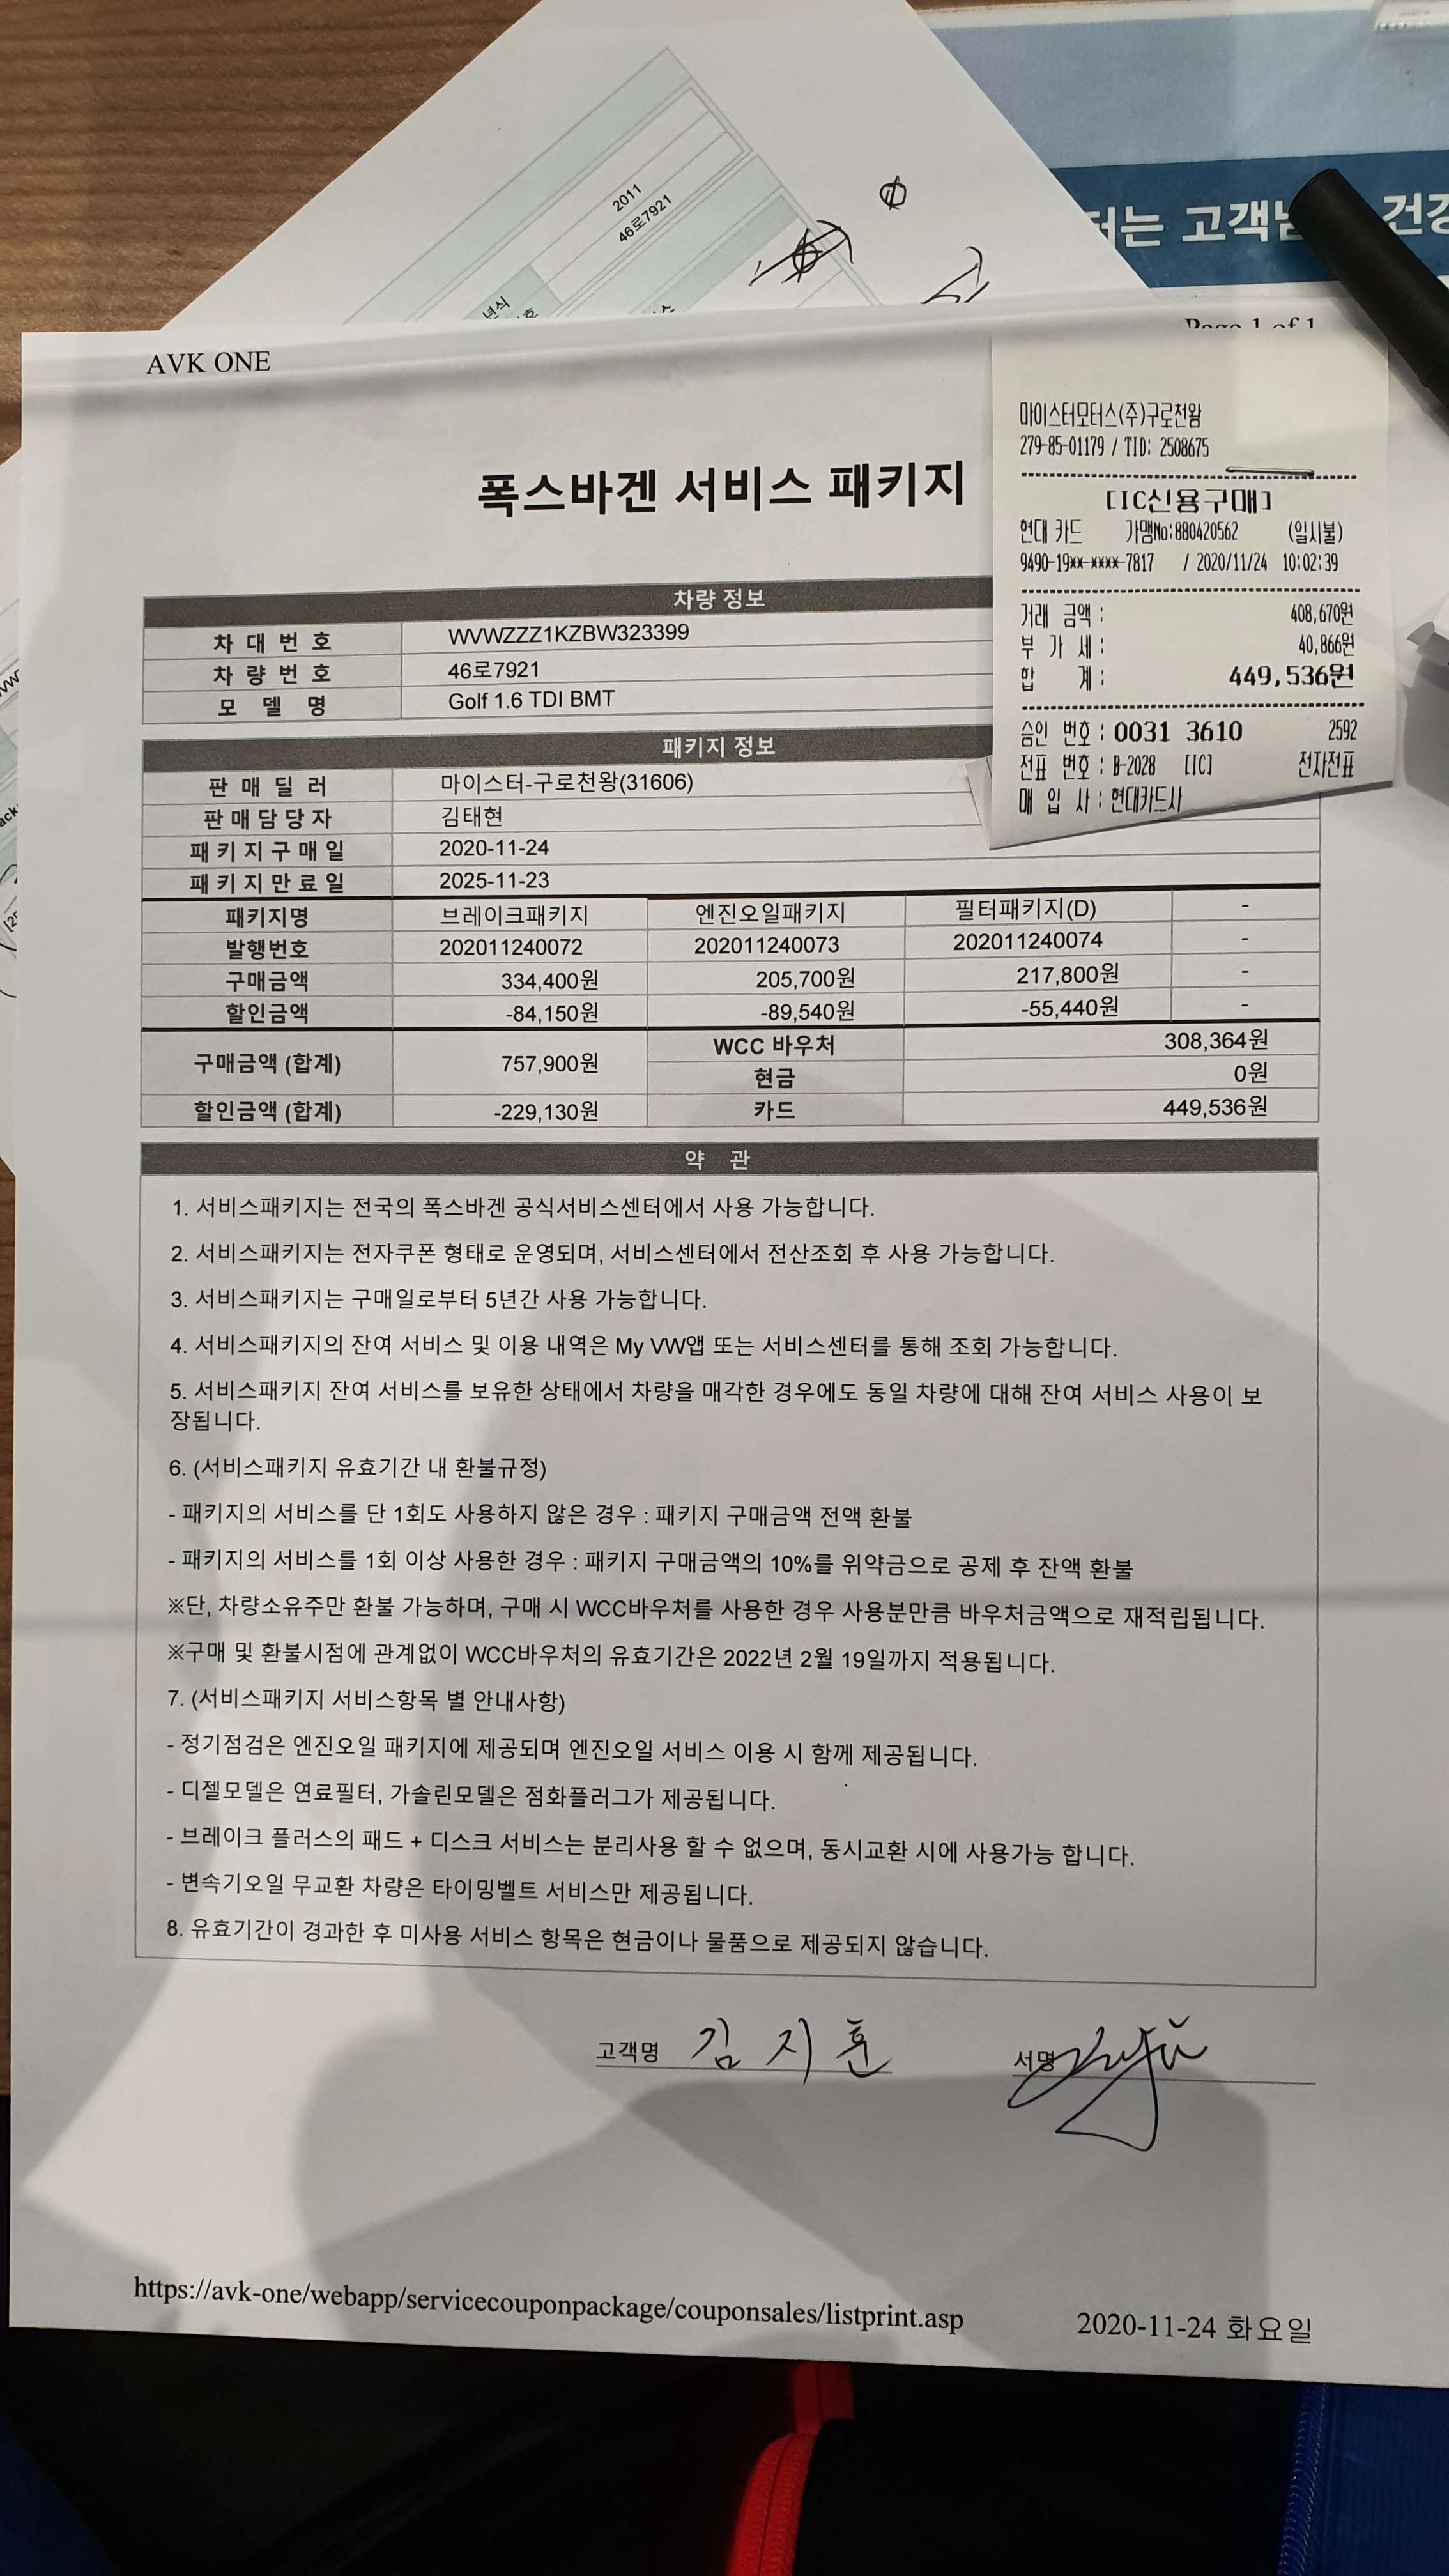 2011
46로7921
년식
터는 고객님 건강
AVK ONE
Page 1 of 1
폭스바겐 서비스 패키지
마이스터모터스(주)구로천왕
279-85-01179 / TID: 2508675
[IC신용구매]
현대 카드 가맹No:880420562 (일시불)
9490-19**-****-7817 / 2020/11/24 10:02:39
거래 금액 : 408,670원
부 가 세 : 40,866원
합 계 : 449,536원
승인 번호 : 0031 3610 2592
전표 번호 : B-2028 [IC] 전자전표
매 입 사 : 현대카드사
차량 정보
차 대 번 호 WVWZZZ1KZBW323399
차 량 번 호 46로7921
모 델 명 Golf 1.6 TDI BMT
패키지 정보
판 매 딜 러 마이스터-구로천왕(31606)
판 매 담 당 자 김태현
패 키 지 구 매 일 2020-11-24
패 키 지 만 료 일 2025-11-23
패키지명 브레이크패키지 엔진오일패키지 필터패키지(D) -
발행번호 202011240072 202011240073 202011240074 -
구매금액 334,400원 205,700원 217,800원 -
할인금액 -84,150원 -89,540원 -55,440원 -
구매금액 (합계) 757,900원 WCC 바우처 308,364원
현금 0원
할인금액 (합계) -229,130원 카드 449,536원
약 관
1. 서비스패키지는 전국의 폭스바겐 공식서비스센터에서 사용 가능합니다.
2. 서비스패키지는 전자쿠폰 형태로 운영되며, 서비스센터에서 전산조회 후 사용 가능합니다.
3. 서비스패키지는 구매일로부터 5년간 사용 가능합니다.
4. 서비스패키지의 잔여 서비스 및 이용 내역은 My VW앱 또는 서비스센터를 통해 조회 가능합니다.
5. 서비스패키지 잔여 서비스를 보유한 상태에서 차량을 매각한 경우에도 동일 차량에 대해 잔여 서비스 사용이 보
장됩니다.
6. (서비스패키지 유효기간 내 환불규정)
- 패키지의 서비스를 단 1회도 사용하지 않은 경우 : 패키지 구매금액 전액 환불
- 패키지의 서비스를 1회 이상 사용한 경우 : 패키지 구매금액의 10%를 위약금으로 공제 후 잔액 환불
※단, 차량소유주만 환불 가능하며, 구매 시 WCC바우처를 사용한 경우 사용분만큼 바우처금액으로 재적립됩니다.
※구매 및 환불시점에 관계없이 WCC바우처의 유효기간은 2022년 2월 19일까지 적용됩니다.
7. (서비스패키지 서비스항목 별 안내사항)
- 정기점검은 엔진오일 패키지에 제공되며 엔진오일 서비스 이용 시 함께 제공됩니다.
- 디젤모델은 연료필터, 가솔린모델은 점화플러그가 제공됩니다.
- 브레이크 플러스의 패드 + 디스크 서비스는 분리사용 할 수 없으며, 동시교환 시에 사용가능 합니다.
- 변속기오일 무교환 차량은 타이밍벨트 서비스만 제공됩니다.
8. 유효기간이 경과한 후 미사용 서비스 항목은 현금이나 물품으로 제공되지 않습니다.
고객명 김지훈 서명
https://avk-one/webapp/servicecouponpackage/couponsales/listprint.asp
2020-11-24 화요일